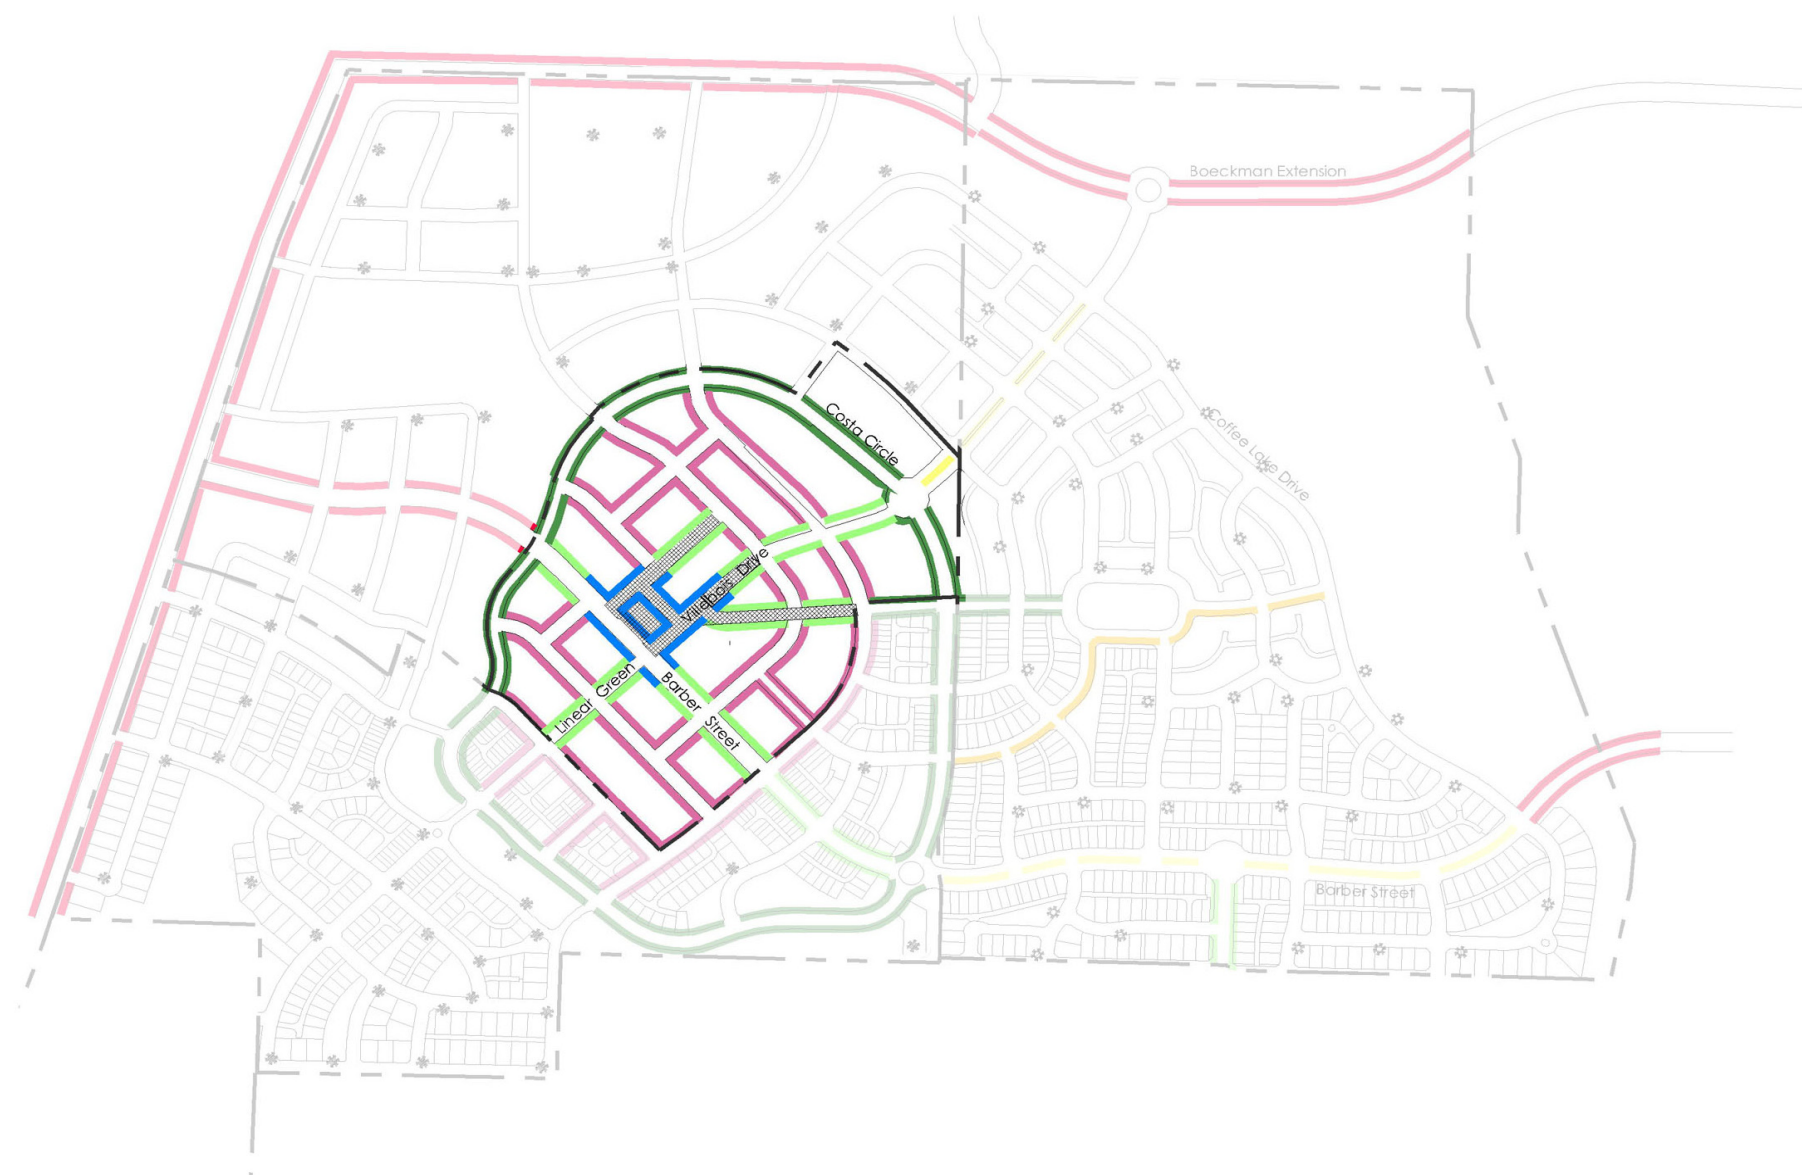 Boeckman Extension
Costa Circle
Coffee Lake Drive
Villebois Drive
Linear Green
Barber Street
Barber Street